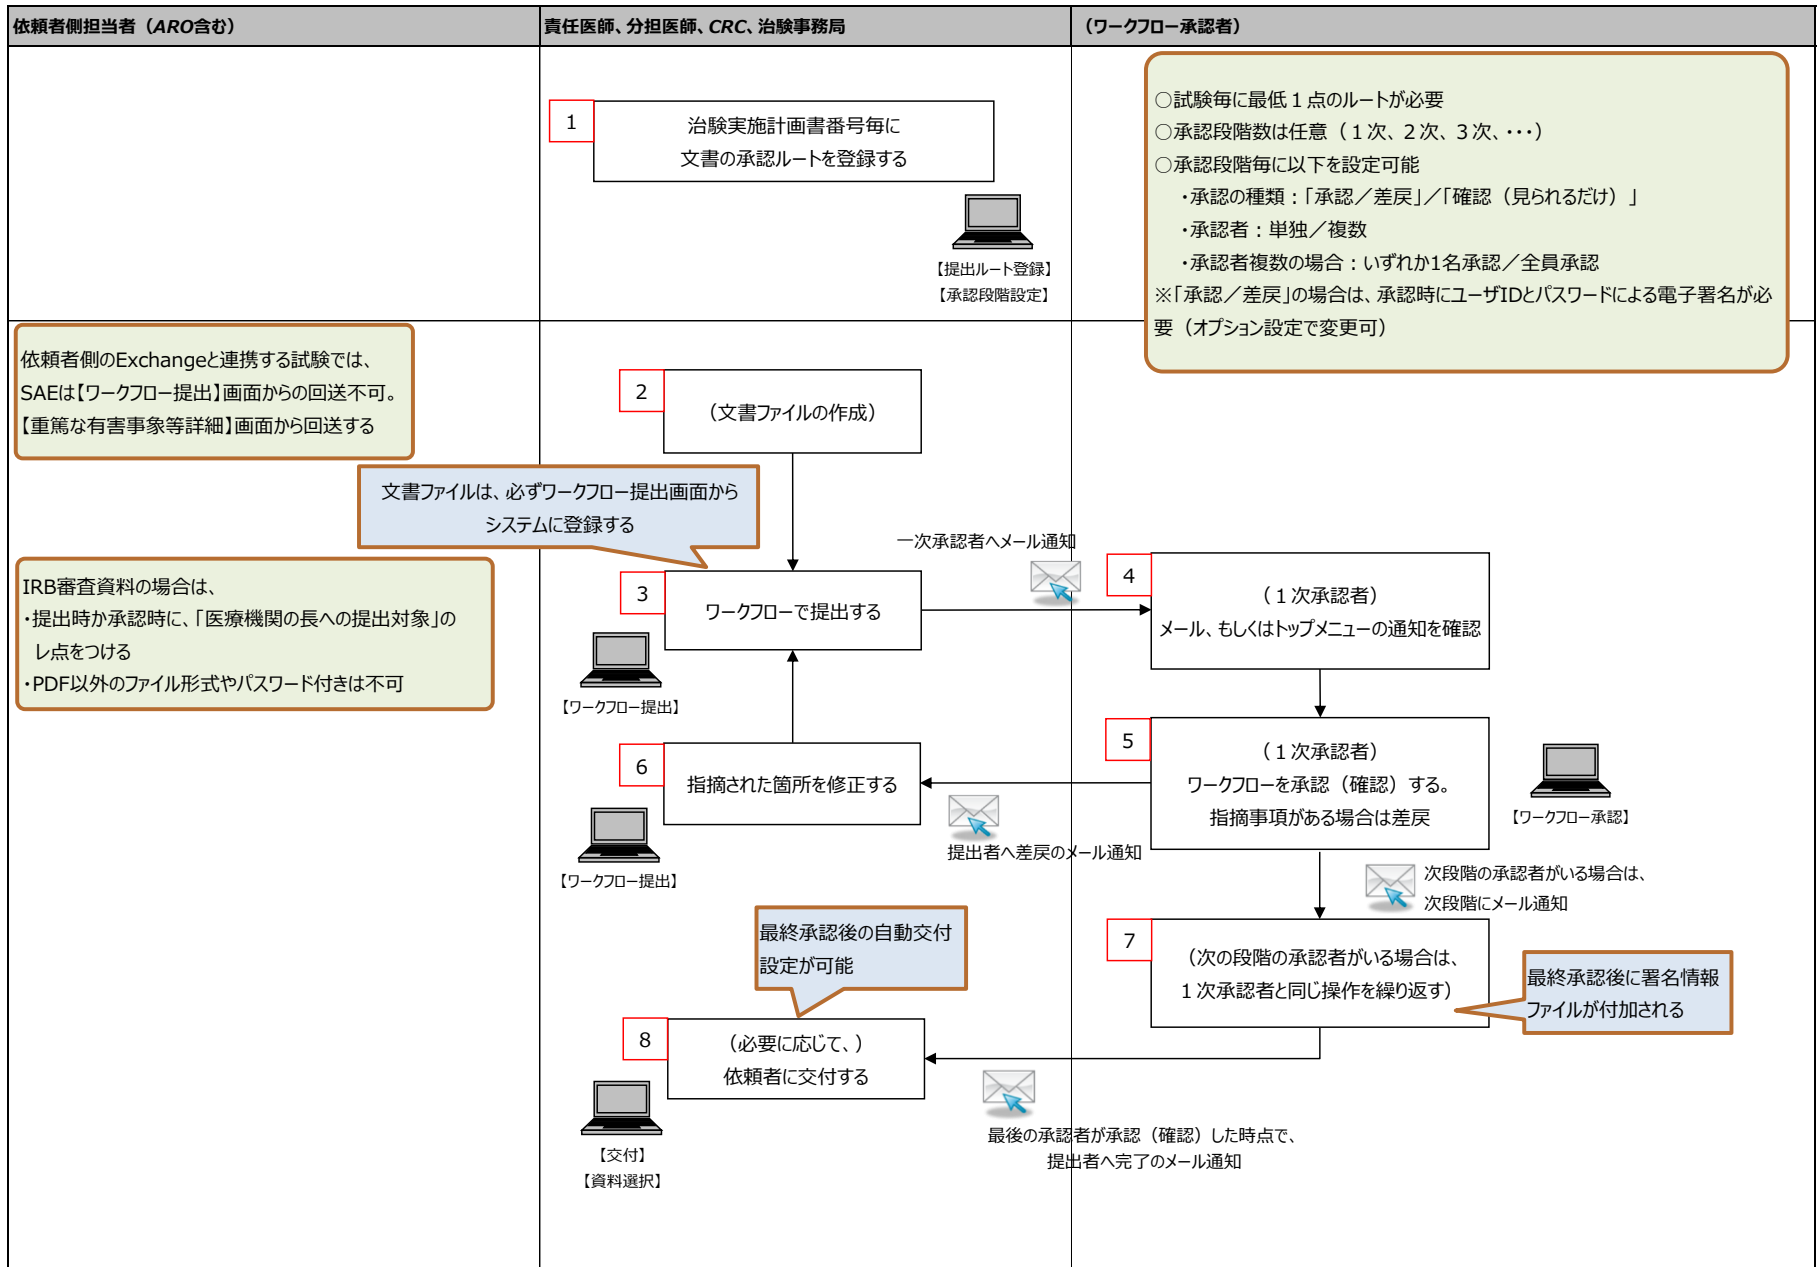 依頼者側担当者（ARO含む）
責任医師、分担医師、CRC、治験事務局
（ワークフロー承認者）
1
治験実施計画書番号毎に
文書の承認ルートを登録する
【提出ルート登録】
【承認段階設定】
○試験毎に最低１点のルートが必要
○承認段階数は任意（１次、２次、３次、・・・）
○承認段階毎に以下を設定可能
・承認の種類：「承認／差戻」／「確認（見られるだけ）」
・承認者：単独／複数
・承認者複数の場合：いずれか1名承認／全員承認
※「承認／差戻」の場合は、承認時にユーザIDとパスワードによる電子署名が必
要（オプション設定で変更可）
依頼者側のExchangeと連携する試験では、
SAEは【ワークフロー提出】画面からの回送不可。
【重篤な有害事象等詳細】画面から回送する
2
（文書ファイルの作成）
文書ファイルは、必ずワークフロー提出画面から
システムに登録する
一次承認者へメール通知
IRB審査資料の場合は、
・提出時か承認時に、「医療機関の長への提出対象」の
レ点をつける
・PDF以外のファイル形式やパスワード付きは不可
3
ワークフローで提出する
【ワークフロー提出】
4
（１次承認者）
メール、もしくはトップメニューの通知を確認
5
（１次承認者）
ワークフローを承認（確認）する。
指摘事項がある場合は差戻
【ワークフロー承認】
6
指摘された箇所を修正する
【ワークフロー提出】
提出者へ差戻のメール通知
次段階の承認者がいる場合は、
次段階にメール通知
7
（次の段階の承認者がいる場合は、
１次承認者と同じ操作を繰り返す）
最終承認後に署名情報
ファイルが付加される
最終承認後の自動交付
設定が可能
8
（必要に応じて、）
依頼者に交付する
【交付】
【資料選択】
最後の承認者が承認（確認）した時点で、
提出者へ完了のメール通知